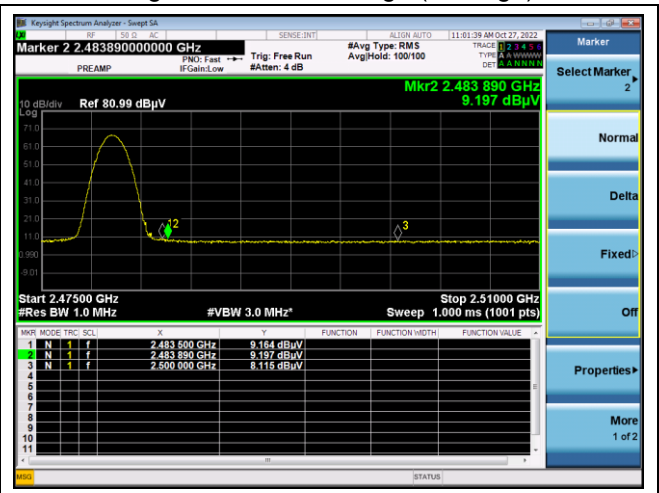 Keysight Spectrum Analyzer - Swept SA
LXI RF 50 Ω AC SENSE:INT ALIGN AUTO 11:01:39 AM Oct 27, 2022
Marker 2 2.483890000000 GHz
PREAMP
PNO: Fast
IFGain:Low
Trig: Free Run
#Atten: 4 dB
#Avg Type: RMS
Avg|Hold: 100/100
TRACE 1 2 3 4 5 6
TYPE A A WWWW
DET A A N N N N
Mkr2 2.483 890 GHz
9.197 dBµV
10 dB/div Ref 80.99 dBµV
Log
71.0
61.0
51.0
41.0
31.0
21.0
11.0
0.990
-9.01
1 2 3
Start 2.47500 GHz Stop 2.51000 GHz
#Res BW 1.0 MHz #VBW 3.0 MHz* Sweep 1.000 ms (1001 pts)
MKR MODE TRC SCL X Y FUNCTION FUNCTION WIDTH FUNCTION VALUE
1 N 1 f 2.483 500 GHz 9.164 dBuV
2 N 1 f 2.483 890 GHz 9.197 dBuV
3 N 1 f 2.500 000 GHz 8.115 dBuV
4
5
6
7
8
9
10
11
MSG STATUS
Marker
Select Marker
2
Normal
Delta
Fixed
Off
Properties
More
1 of 2